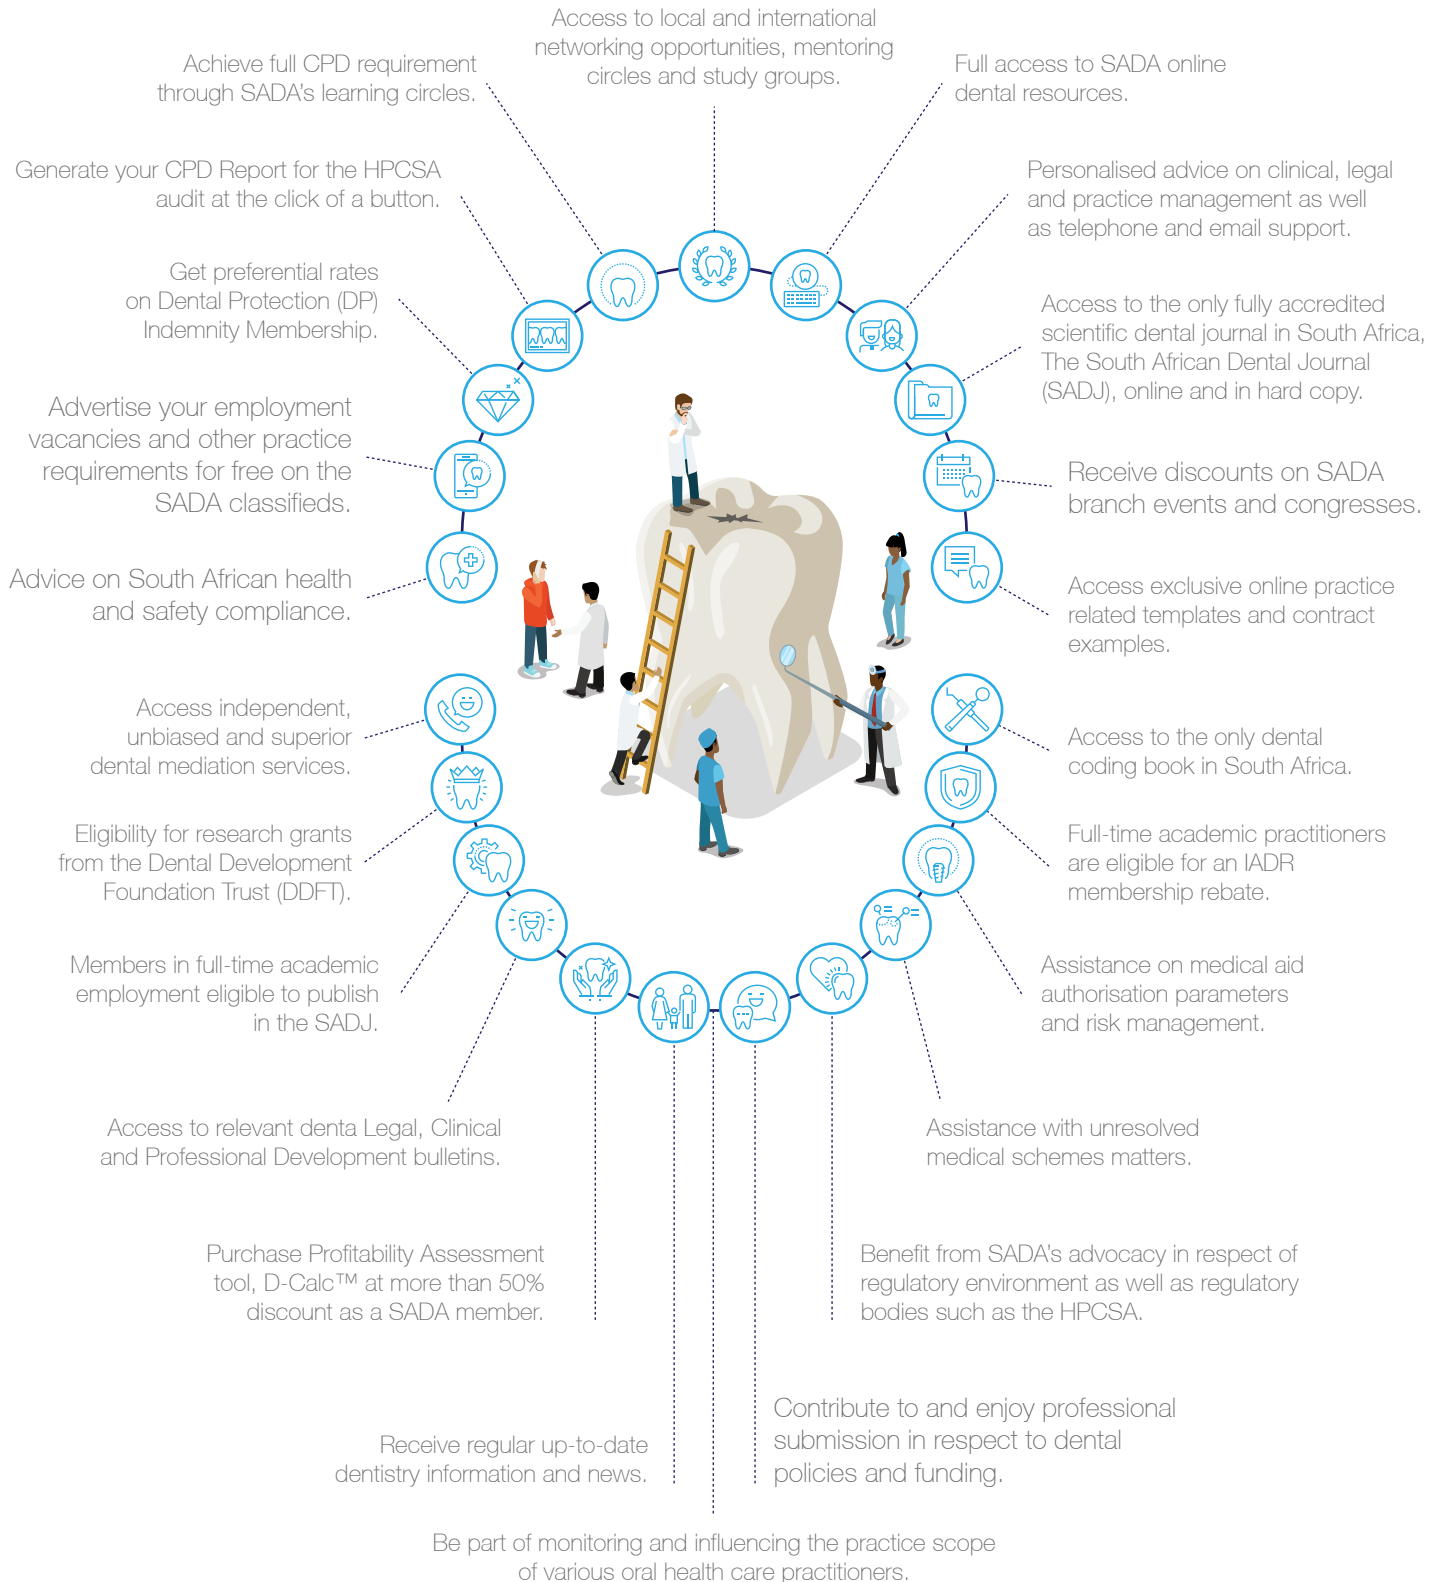 Access to local and international
networking opportunities, mentoring
circles and study groups.
Achieve full CPD requirement
through SADA's learning circles.
Full access to SADA online
dental resources.
Generate your CPD Report for the HPCSA
audit at the click of a button.
Personalised advice on clinical, legal
and practice management as well
as telephone and email support.
Get preferential rates
on Dental Protection (DP)
Indemnity Membership.
Access to the only fully accredited
scientific dental journal in South Africa,
The South African Dental Journal
(SADJ), online and in hard copy.
Advertise your employment
vacancies and other practice
requirements for free on the
SADA classifieds.
Receive discounts on SADA
branch events and congresses.
Advice on South African health
and safety compliance.
Access exclusive online practice
related templates and contract
examples.
Access independent,
unbiased and superior
dental mediation services.
Access to the only dental
coding book in South Africa.
Eligibility for research grants
from the Dental Development
Foundation Trust (DDFT).
Full-time academic practitioners
are eligible for an IADR
membership rebate.
Members in full-time academic
employment eligible to publish
in the SADJ.
Assistance on medical aid
authorisation parameters
and risk management.
Access to relevant denta Legal, Clinical
and Professional Development bulletins.
Assistance with unresolved
medical schemes matters.
Purchase Profitability Assessment
tool, D-Calc™ at more than 50%
discount as a SADA member.
Benefit from SADA's advocacy in respect of
regulatory environment as well as regulatory
bodies such as the HPCSA.
Receive regular up-to-date
dentistry information and news.
Contribute to and enjoy professional
submission in respect to dental
policies and funding.
Be part of monitoring and influencing the practice scope
of various oral health care practitioners.